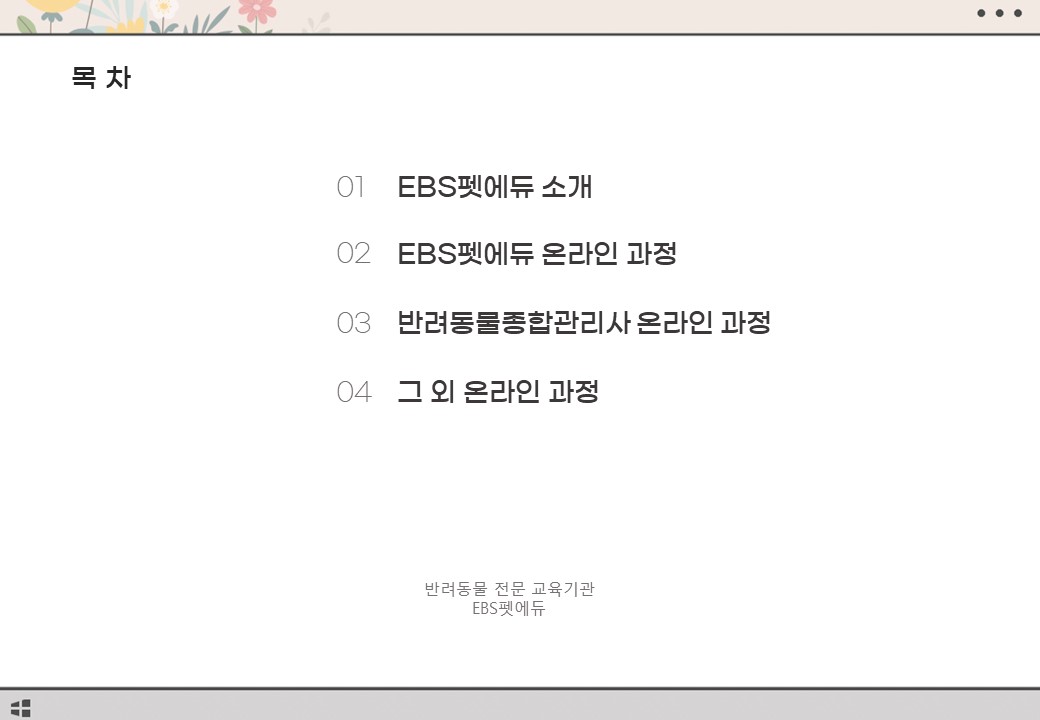 목 차
01 EBS펫에듀 소개
02 EBS펫에듀 온라인 과정
03 반려동물종합관리사 온라인 과정
04 그 외 온라인 과정
반려동물 전문 교육기관
EBS펫에듀